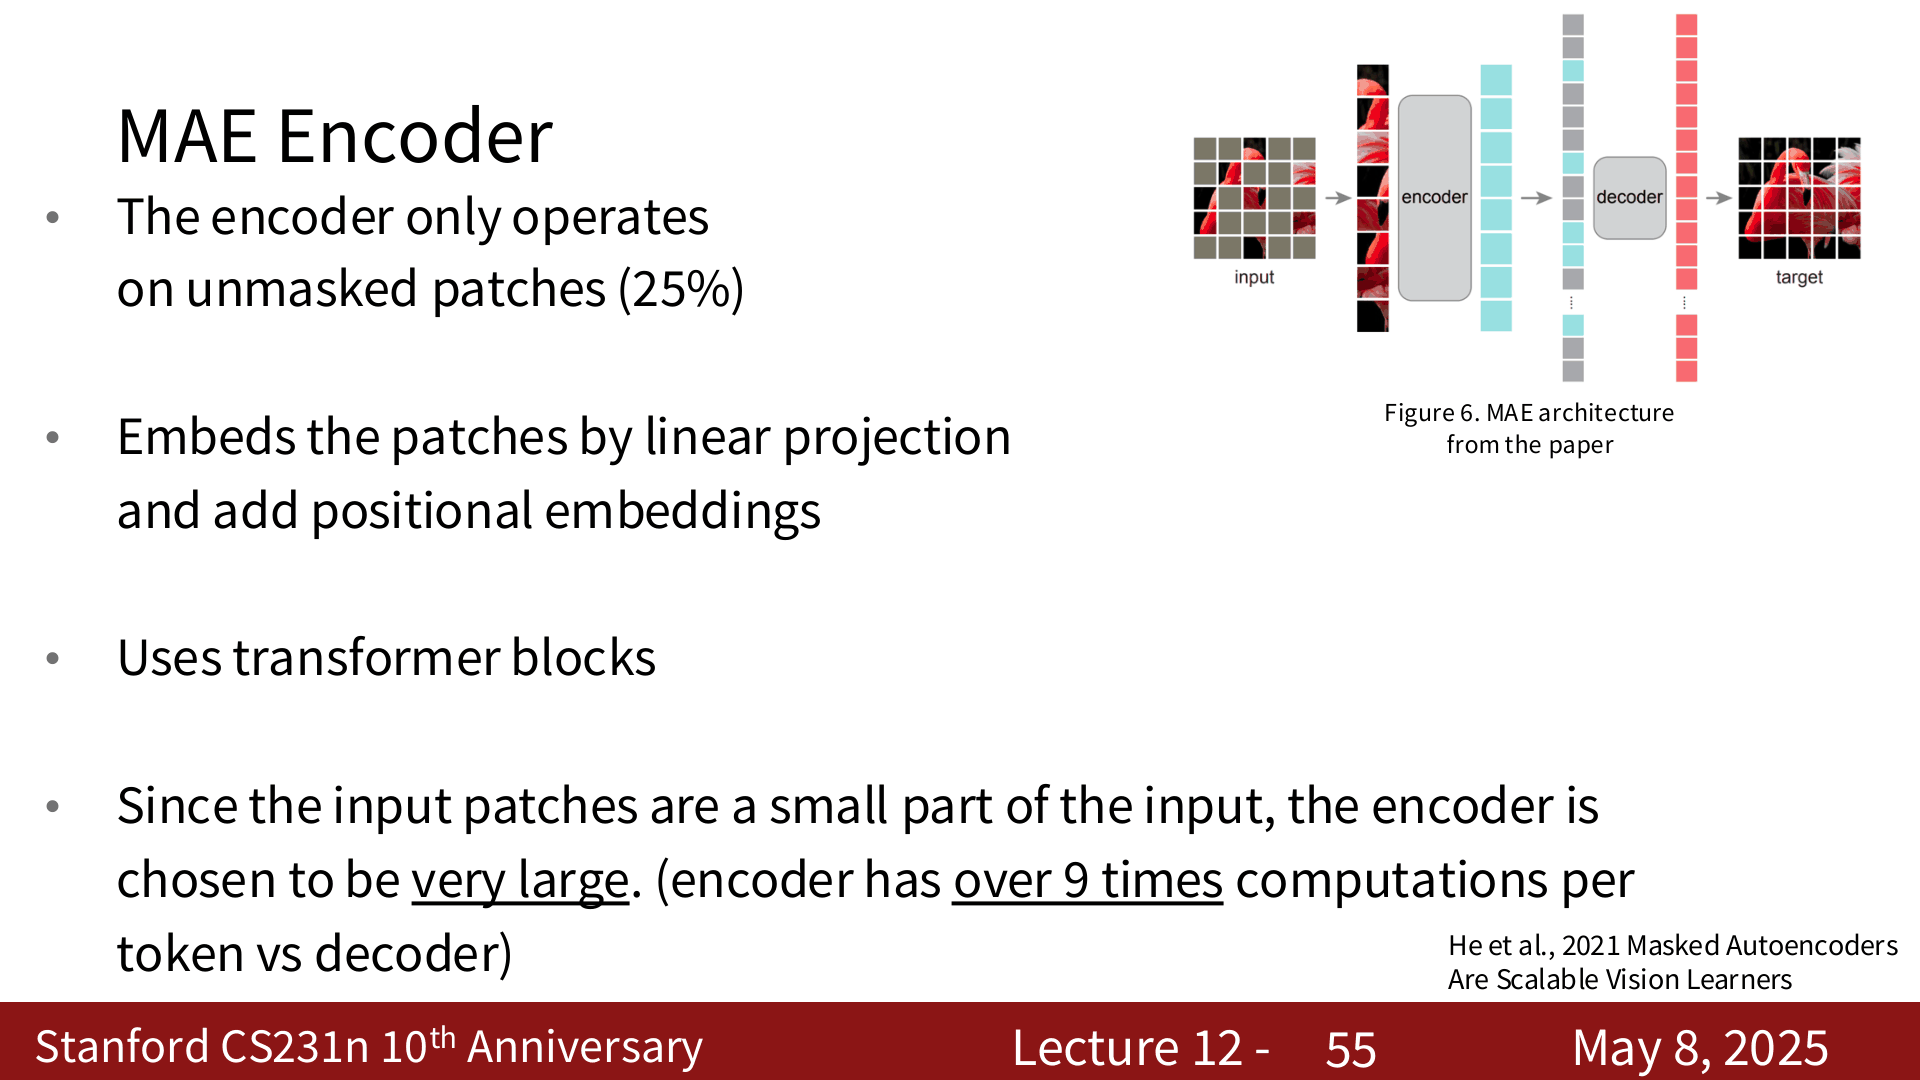 MAE Encoder
• The encoder only operates
on unmasked patches (25%)
• Embeds the patches by linear projection
and add positional embeddings
• Uses transformer blocks
• Since the input patches are a small part of the input, the encoder is
chosen to be very large. (encoder has over 9 times computations per
token vs decoder)
input
encoder
decoder
target
Figure 6. MAE architecture
from the paper
He et al., 2021 Masked Autoencoders
Are Scalable Vision Learners
Stanford CS231n 10th Anniversary
Lecture 12 - 55
May 8, 2025